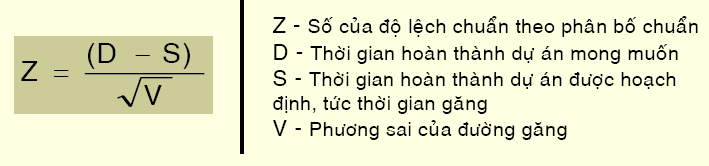 Z = (D – S) / √V
Z - Số của độ lệch chuẩn theo phân bố chuẩn
D - Thời gian hoàn thành dự án mong muốn
S - Thời gian hoàn thành dự án được hoạch
định, tức thời gian găng
V - Phương sai của đường găng